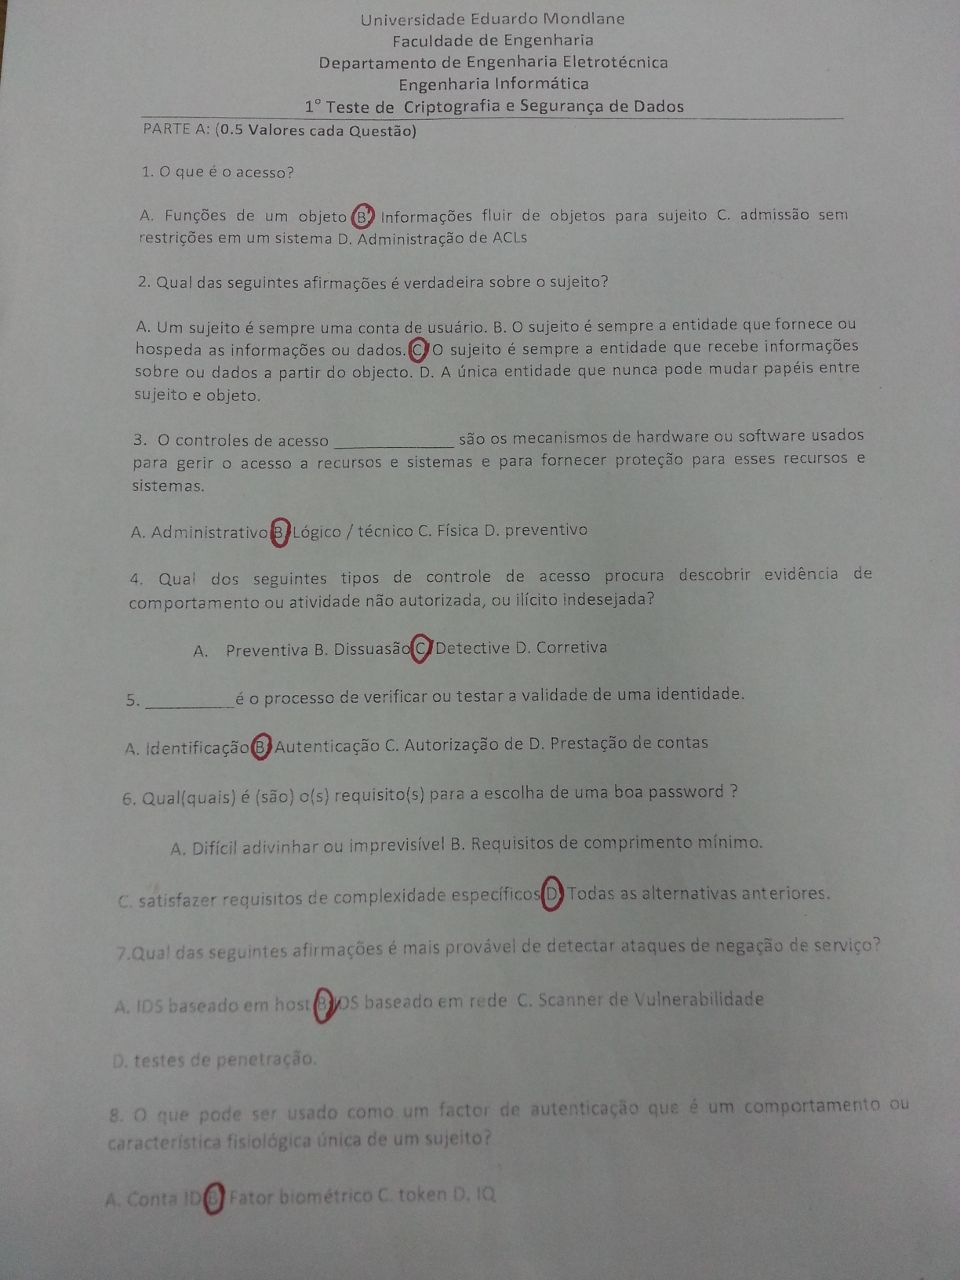 Universidade Eduardo Mondlane
Faculdade de Engenharia
Departamento de Engenharia Eletrotécnica
Engenharia Informática
1° Teste de Criptografia e Segurança de Dados
PARTE A: (0.5 Valores cada Questão)
1. O que é o acesso?
A. Funções de um objeto B. Informações fluir de objetos para sujeito C. admissão sem
restrições em um sistema D. Administração de ACLs
2. Qual das seguintes afirmações é verdadeira sobre o sujeito?
A. Um sujeito é sempre uma conta de usuário. B. O sujeito é sempre a entidade que fornece ou
hospeda as informações ou dados. C. O sujeito é sempre a entidade que recebe informações
sobre ou dados a partir do objecto. D. A única entidade que nunca pode mudar papéis entre
sujeito e objeto.
3. O controles de acesso ______________ são os mecanismos de hardware ou software usados
para gerir o acesso a recursos e sistemas e para fornecer proteção para esses recursos e
sistemas.
A. Administrativo B. Lógico / técnico C. Física D. preventivo
4. Qual dos seguintes tipos de controle de acesso procura descobrir evidência de
comportamento ou atividade não autorizada, ou ilícito indesejada?
A. Preventiva B. Dissuasão C. Detective D. Corretiva
5. __________é o processo de verificar ou testar a validade de uma identidade.
A. Identificação B. Autenticação C. Autorização de D. Prestação de contas
6. Qual(quais) é (são) o(s) requisito(s) para a escolha de uma boa password ?
A. Difícil adivinhar ou imprevisível B. Requisitos de comprimento mínimo.
C. satisfazer requisitos de complexidade específicos D. Todas as alternativas anteriores.
7.Qual das seguintes afirmações é mais provável de detectar ataques de negação de serviço?
A. IDS baseado em host B. IDS baseado em rede C. Scanner de Vulnerabilidade
D. testes de penetração.
8. O que pode ser usado como um factor de autenticação que é um comportamento ou
característica fisiológica única de um sujeito?
A. Conta ID B. Fator biométrico C. token D. IQ